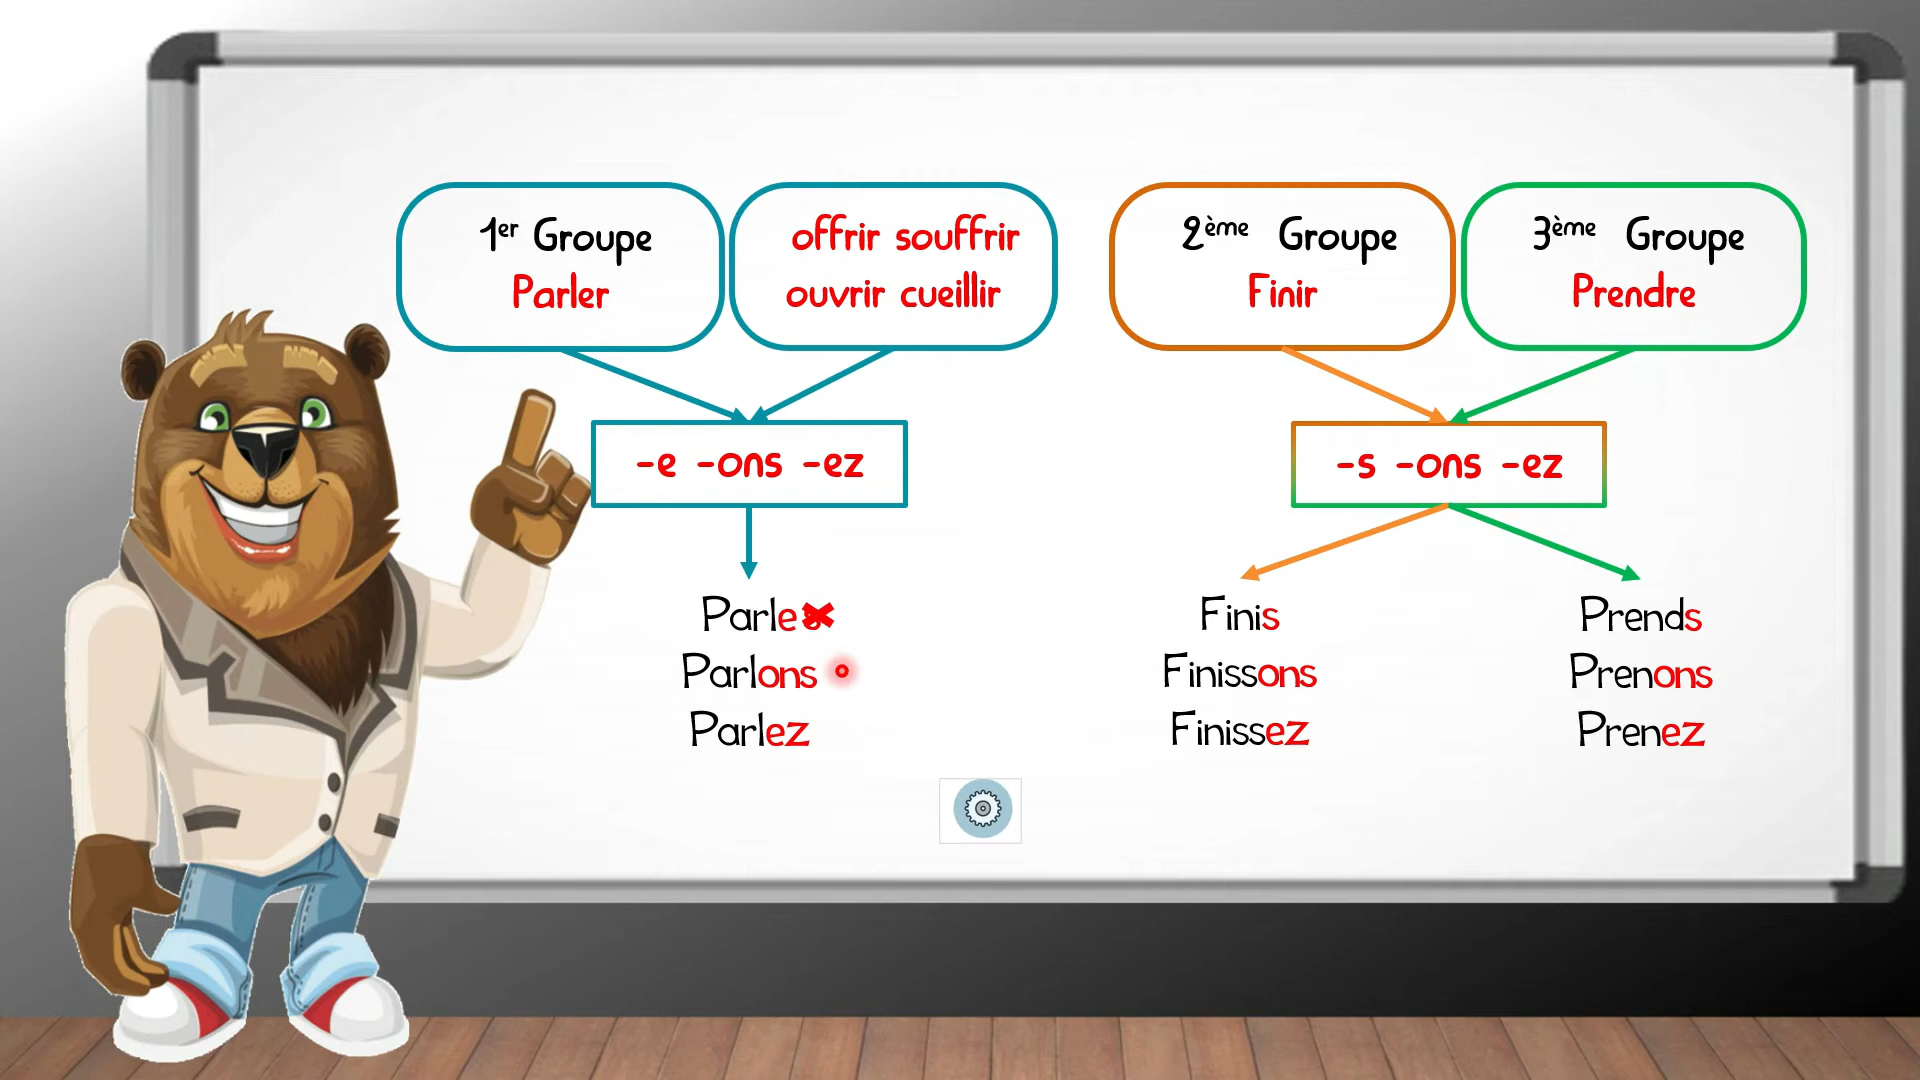 1er Groupe
Parler
offrir souffrir
ouvrir cueillir
2ème Groupe
Finir
3ème Groupe
Prendre
-e -ons -ez
-s -ons -ez
Parles
Parlons
Parlez
Finis
Finissons
Finissez
Prends
Prenons
Prenez